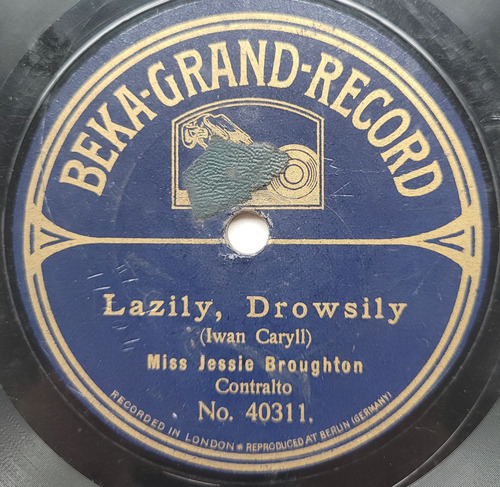 BEKA-GRAND-RECORD
Lazily, Drowsily
(Iwan Caryll)
Miss Jessie Broughton
Contralto
No. 40311.
RECORDED IN LONDON * REPRODUCED AT BERLIN (GERMANY)